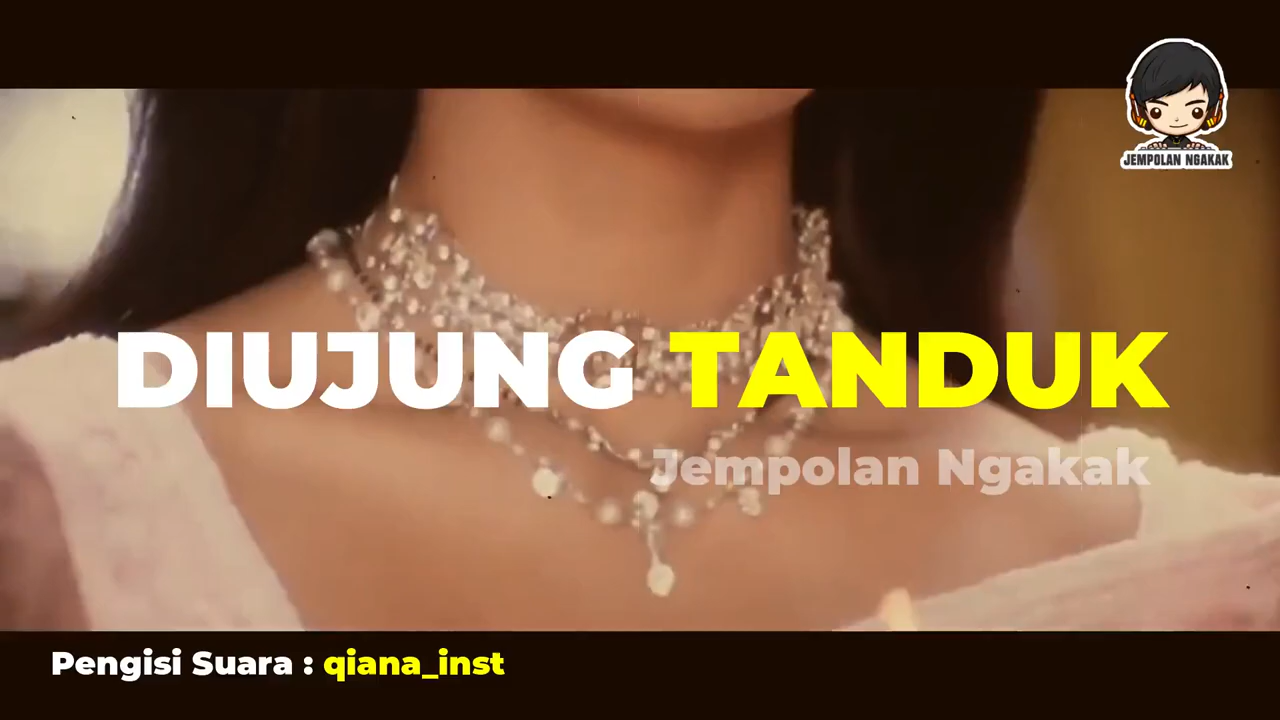 JEMPOLAN NGAKAK
DIUJUNG TANDUK
Jempolan Ngakak
Pengisi Suara : qiana_inst